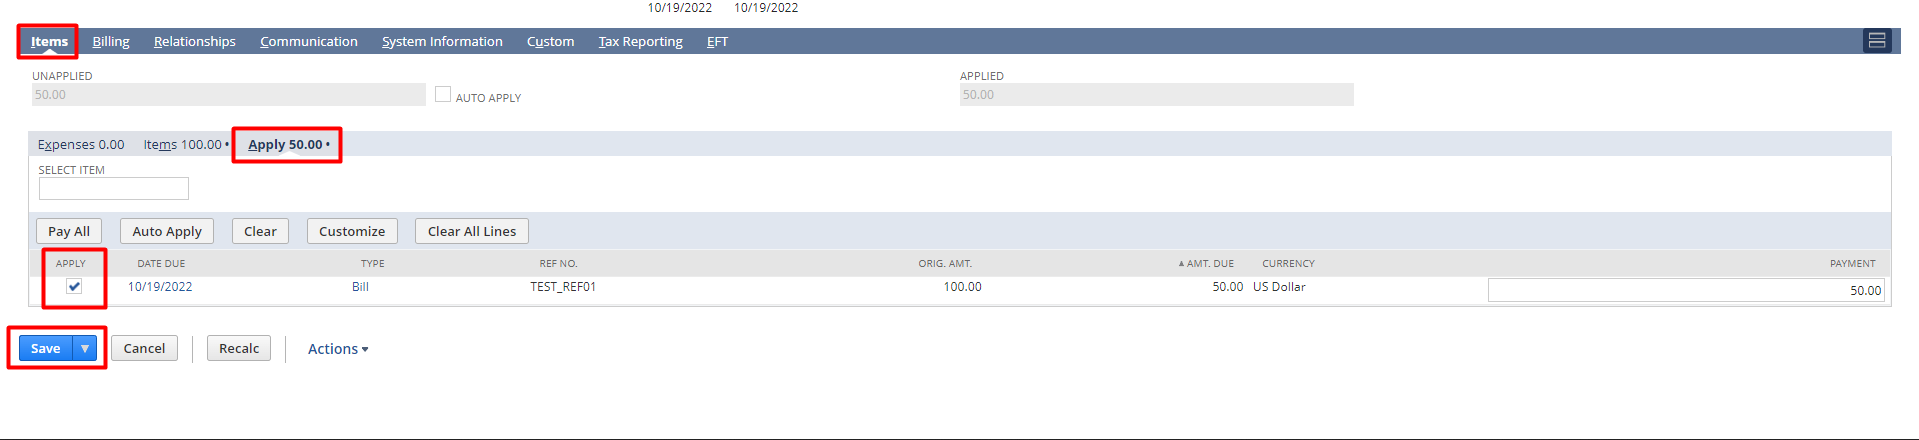 10/19/2022 10/19/2022
Items Billing Relationships Communication System Information Custom Tax Reporting EFT
UNAPPLIED APPLIED
50.00 AUTO APPLY 50.00
Expenses 0.00 Items 100.00 • Apply 50.00 •
SELECT ITEM
Pay All Auto Apply Clear Customize Clear All Lines
APPLY DATE DUE TYPE REF NO. ORIG. AMT. ▲ AMT. DUE CURRENCY PAYMENT
10/19/2022 Bill TEST_REF01 100.00 50.00 US Dollar 50.00
Save Cancel Recalc Actions